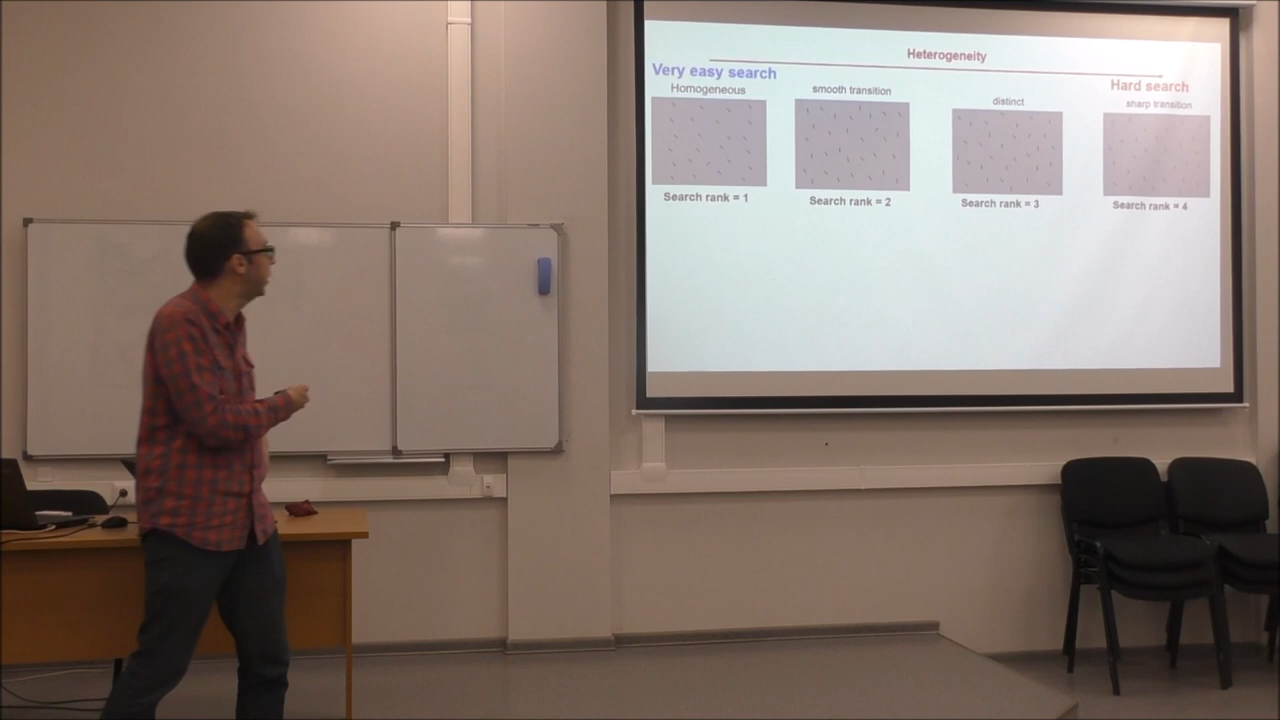 Heterogeneity
Very easy search
Hard search
Homogeneous
smooth transition
distinct
sharp transition
Search rank = 1
Search rank = 2
Search rank = 3
Search rank = 4